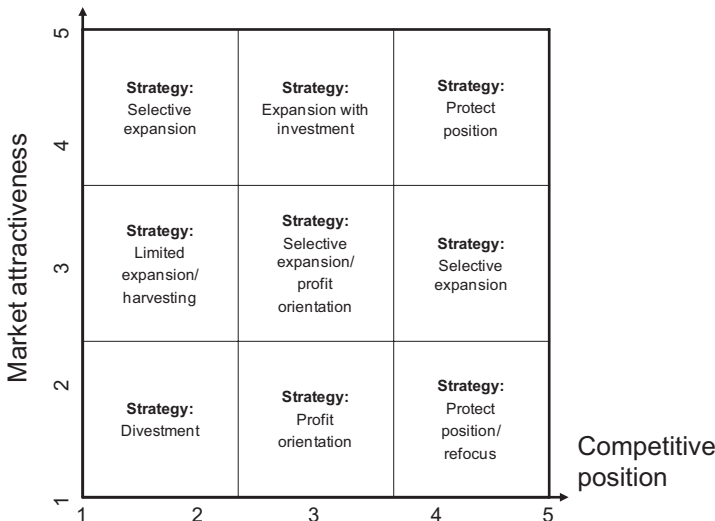 5
4
3
2
1
Market attractiveness
Strategy:
Selective
expansion
Strategy:
Expansion with
investment
Strategy:
Protect
position
Strategy:
Limited
expansion/
harvesting
Strategy:
Selective
expansion/
profit
orientation
Strategy:
Selective
expansion
Strategy:
Divestment
Strategy:
Profit
orientation
Strategy:
Protect
position/
refocus
Competitive
position
1 2 3 4 5